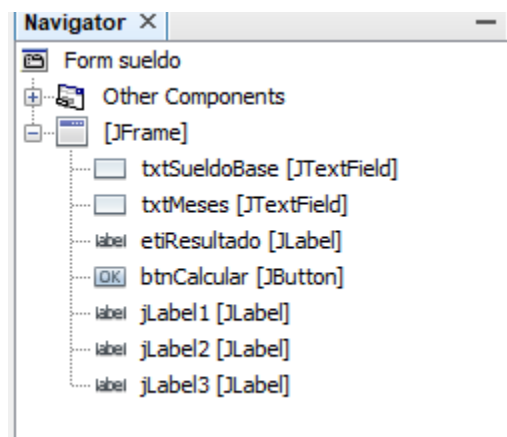 Navigator ×
Form sueldo
Other Components
[JFrame]
txtSueldoBase [JTextField]
txtMeses [JTextField]
label etiResultado [JLabel]
OK btnCalcular [JButton]
label jLabel1 [JLabel]
label jLabel2 [JLabel]
label jLabel3 [JLabel]